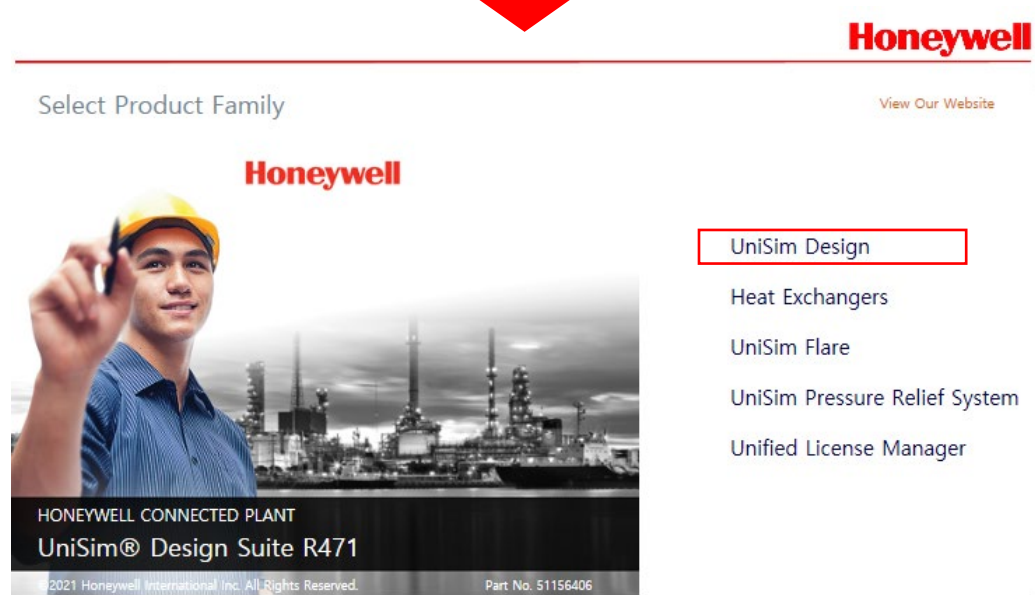 Honeywell
Select Product Family
View Our Website
Honeywell
UniSim Design
Heat Exchangers
UniSim Flare
UniSim Pressure Relief System
Unified License Manager
HONEYWELL CONNECTED PLANT
UniSim® Design Suite R471
©2021 Honeywell International Inc. All Rights Reserved.
Part No. 51156406